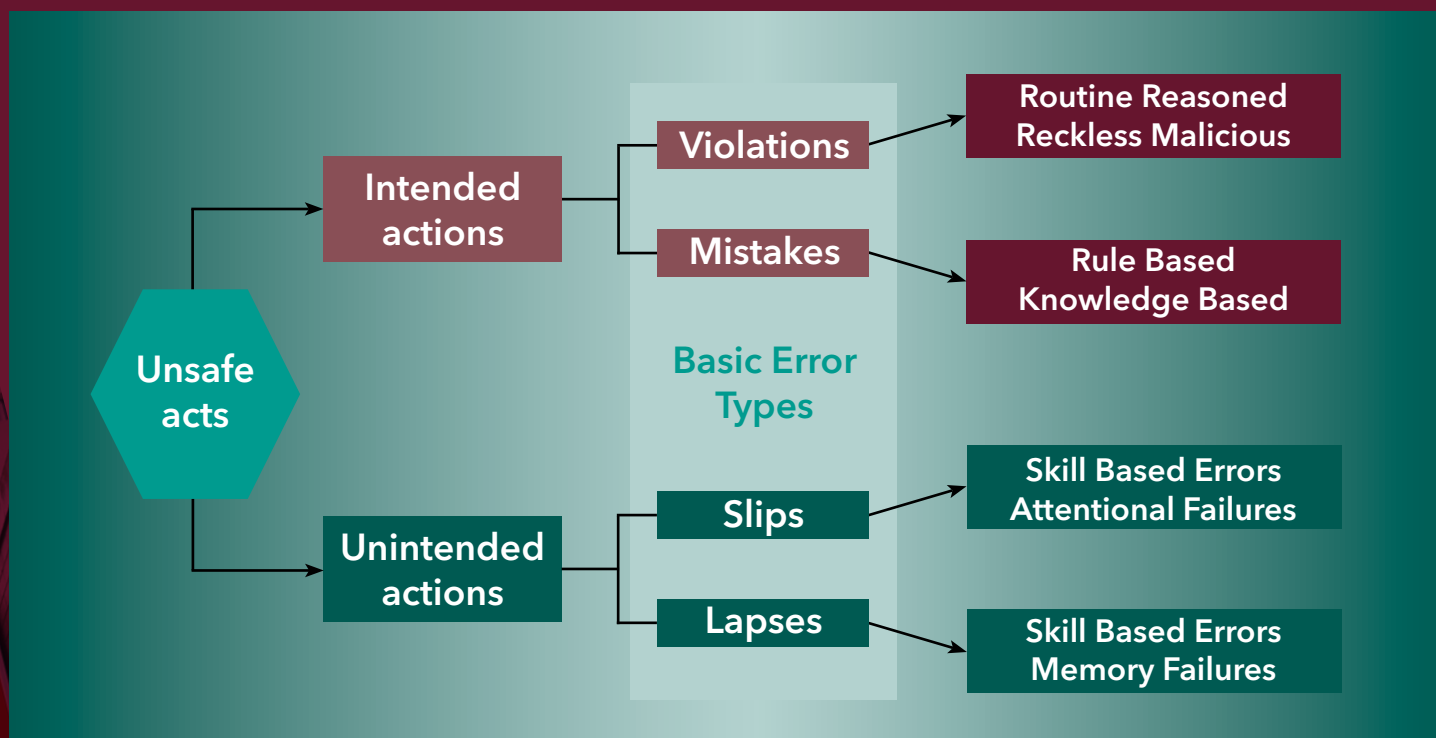 Unsafe
acts
Intended
actions
Violations
Routine Reasoned
Reckless Malicious
Mistakes
Rule Based
Knowledge Based
Basic Error
Types
Unintended
actions
Slips
Skill Based Errors
Attentional Failures
Lapses
Skill Based Errors
Memory Failures